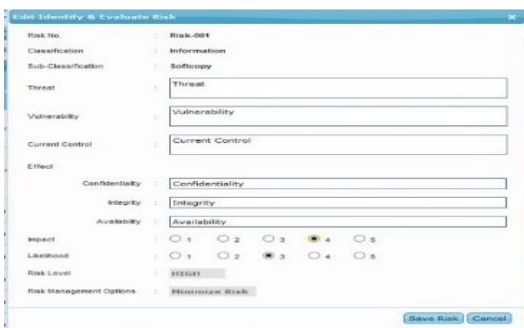 Edit Identify & Evaluate Risk
Risk No. : Risk-001
Classification : Information
Sub-Classification : Softcopy
Threat : Threat
Vulnerability : Vulnerability
Current Control : Current Control
Effect
Confidentiality : Confidentiality
Integrity : Integrity
Availability : Availability
Impact : 1 2 3 4 5
Likelihood : 1 2 3 4 5
Risk Level : HIGH
Risk Management Options : Minimize Risk
Save Risk Cancel